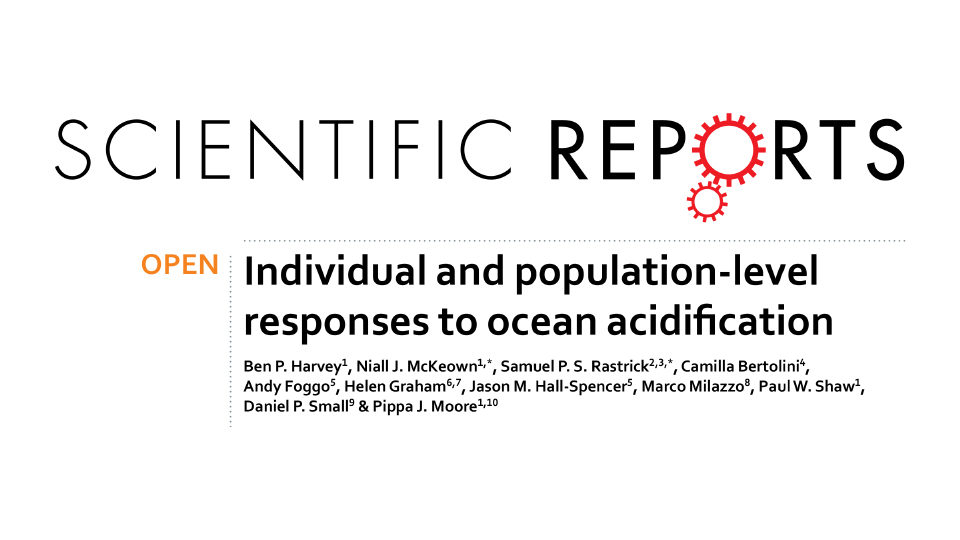 SCIENTIFIC REPORTS
OPEN
Individual and population-level
responses to ocean acidification
Ben P. Harvey¹, Niall J. McKeown¹,*, Samuel P. S. Rastrick²,³,*, Camilla Bertolini⁴,
Andy Foggo⁵, Helen Graham⁶,⁷, Jason M. Hall-Spencer⁵, Marco Milazzo⁸, Paul W. Shaw¹,
Daniel P. Small⁹ & Pippa J. Moore¹,¹⁰